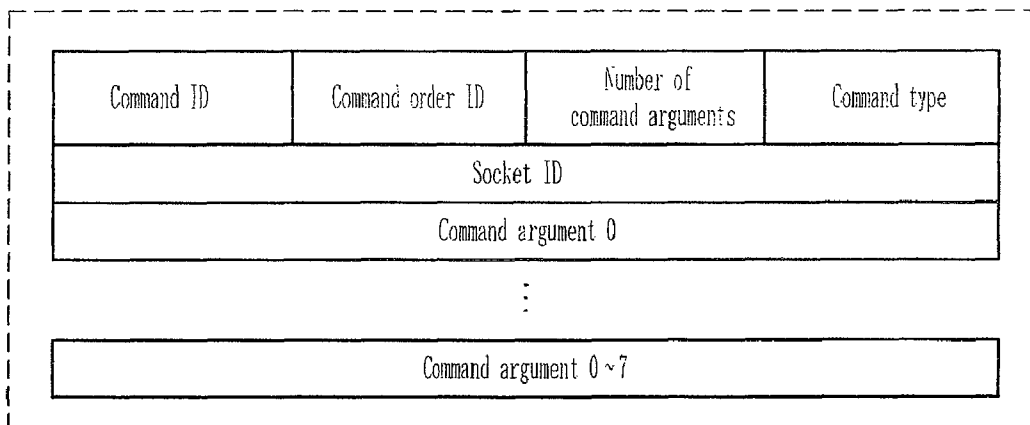 Command ID
Command order ID
Number of
command arguments
Command type
Socket ID
Command argument 0
⋮
Command argument 0~7